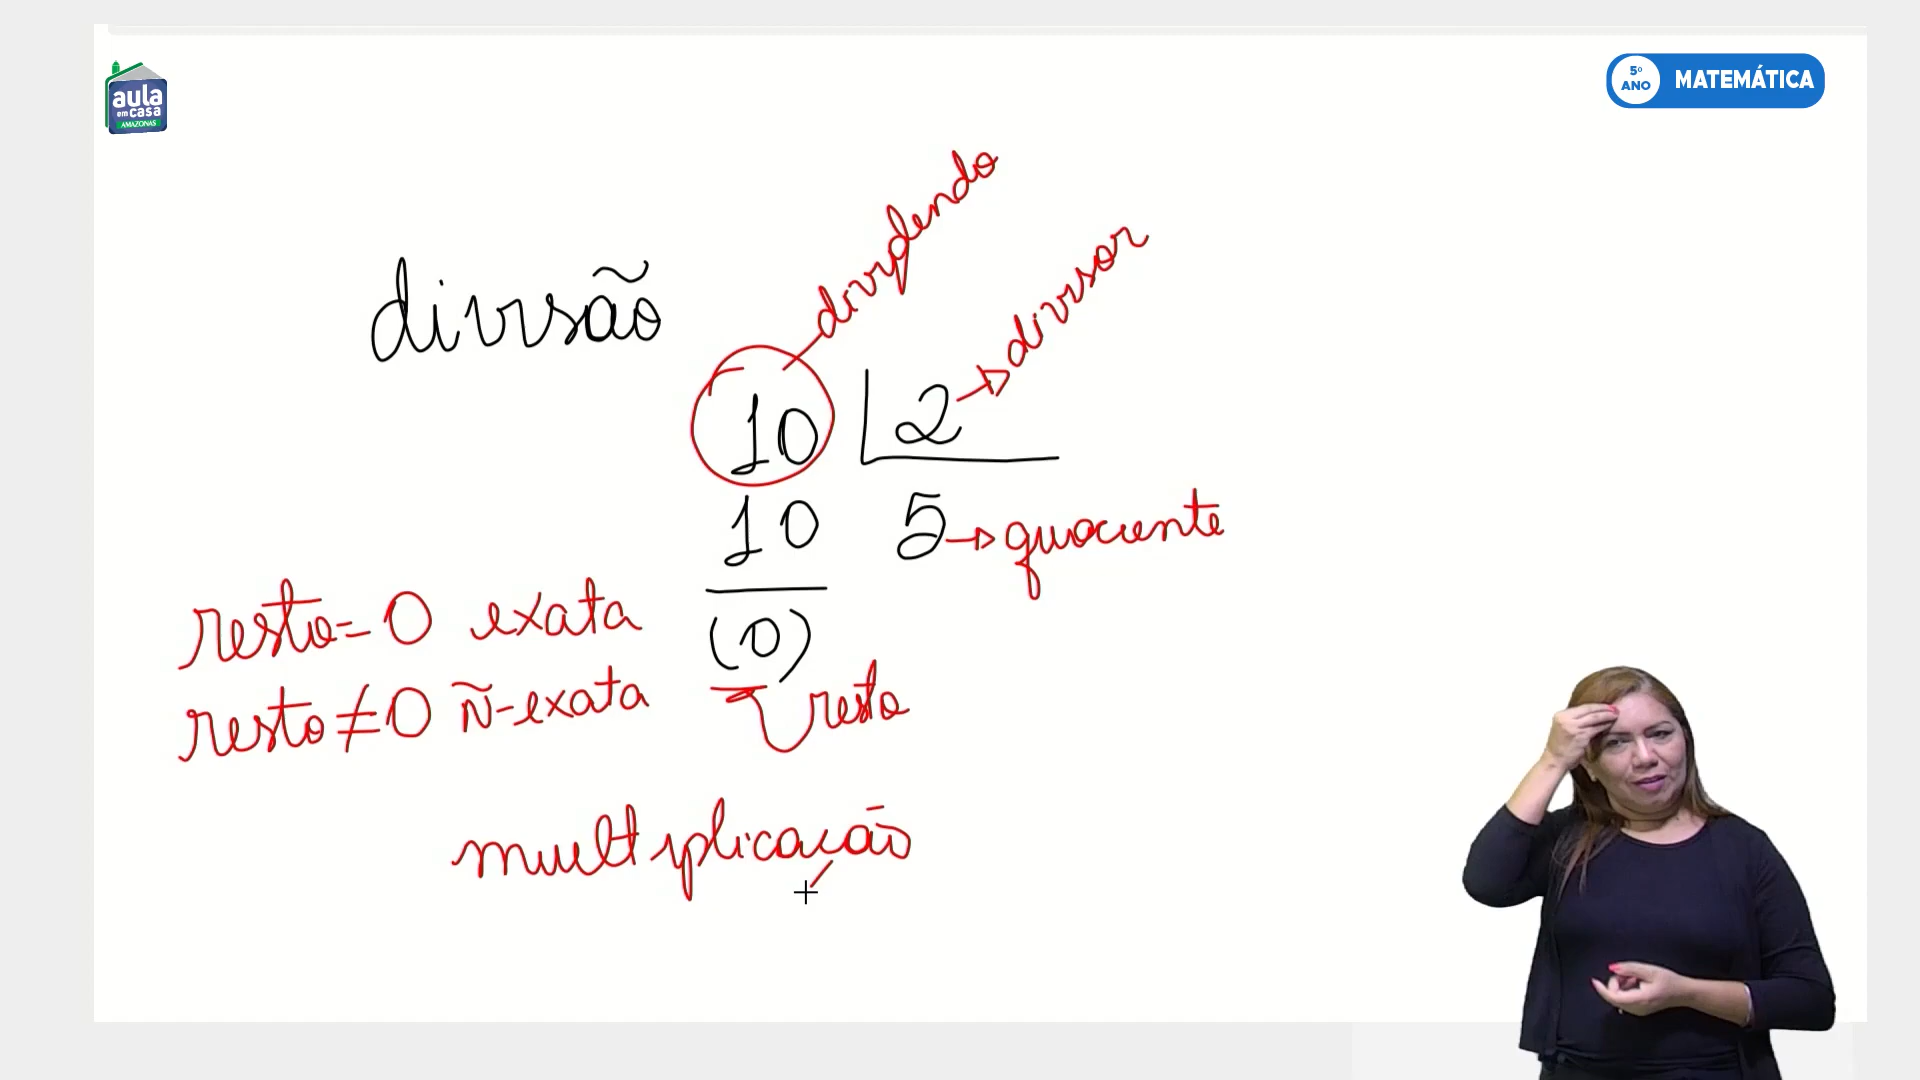 aula
em casa
AMAZONAS
5º
ANO
MATEMÁTICA
divisão
dividendo
divisor
10 2
10 5 quociente
resto=0 exata (0)
resto≠0 ñ-exata resto
multiplicação